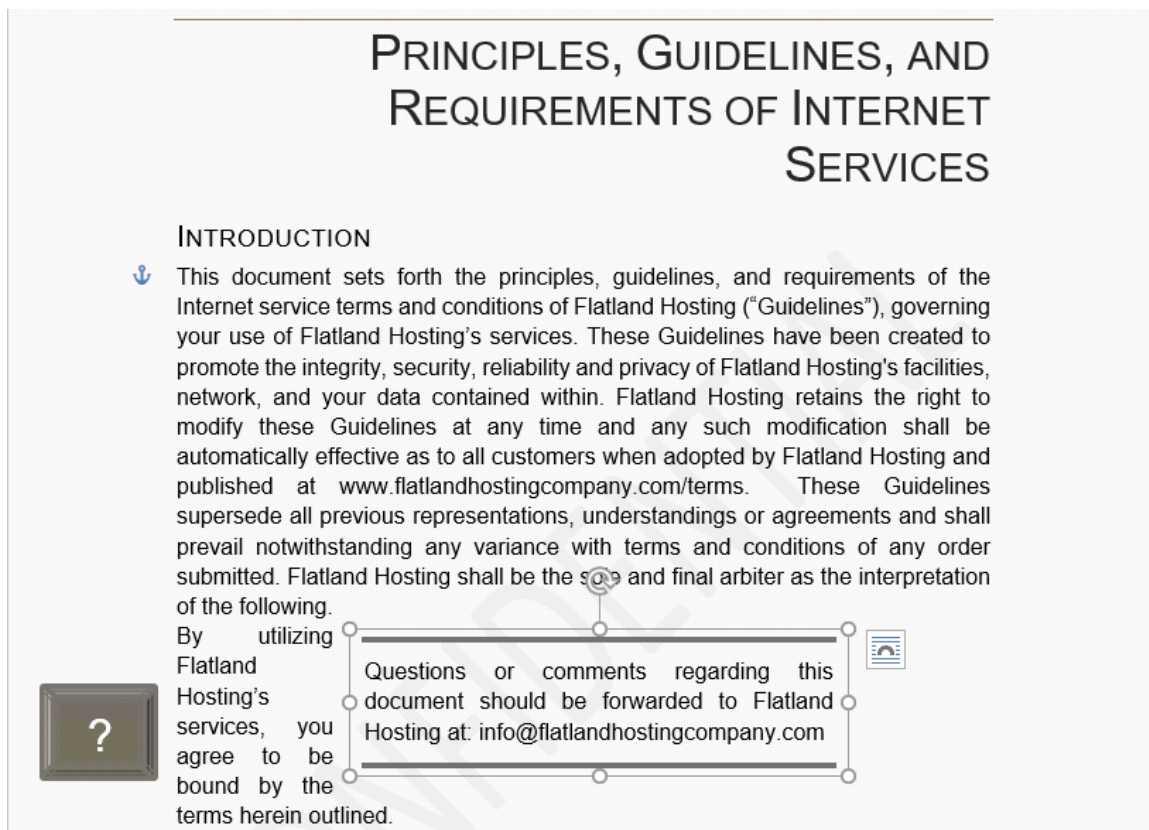 PRINCIPLES, GUIDELINES, AND
REQUIREMENTS OF INTERNET
SERVICES
INTRODUCTION
This document sets forth the principles, guidelines, and requirements of the
Internet service terms and conditions of Flatland Hosting (“Guidelines”), governing
your use of Flatland Hosting’s services. These Guidelines have been created to
promote the integrity, security, reliability and privacy of Flatland Hosting's facilities,
network, and your data contained within. Flatland Hosting retains the right to
modify these Guidelines at any time and any such modification shall be
automatically effective as to all customers when adopted by Flatland Hosting and
published at www.flatlandhostingcompany.com/terms. These Guidelines
supersede all previous representations, understandings or agreements and shall
prevail notwithstanding any variance with terms and conditions of any order
submitted. Flatland Hosting shall be the sole and final arbiter as the interpretation
of the following.
By utilizing
Flatland
Hosting’s
services, you
agree to be
bound by the
terms herein outlined.
?
Questions or comments regarding this
document should be forwarded to Flatland
Hosting at: info@flatlandhostingcompany.com
CONFIDENTIAL